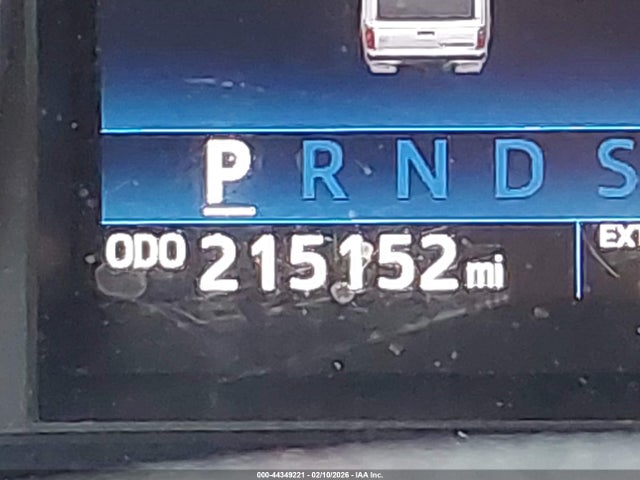 P R N D S
ODO 215152 mi
EXT
000-44349221 - 02/10/2026 - IAA Inc.